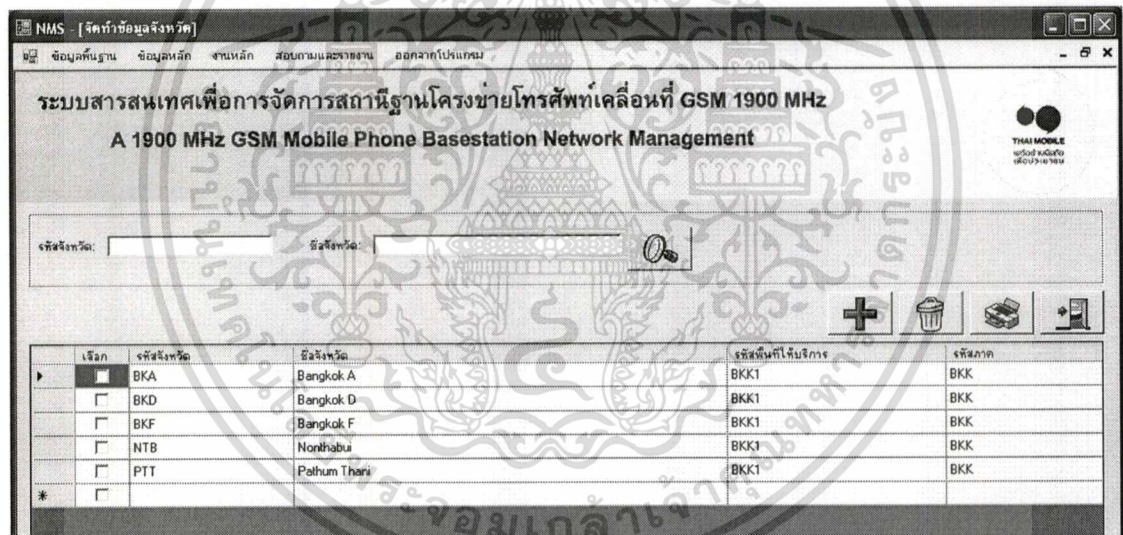 NMS - [จัดทำข้อมูลจังหวัด]
ข้อมูลพื้นฐาน ข้อมูลหลัก งานหลัก สอบถามและรายงาน ออกจากโปรแกรม
ระบบสารสนเทศเพื่อการจัดการสถานีฐานโครงข่ายโทรศัพท์เคลื่อนที่ GSM 1900 MHz
A 1900 MHz GSM Mobile Phone Basestation Network Management
THAI MOBILE
รหัสจังหวัด: ชื่อจังหวัด:
เลือก รหัสจังหวัด ชื่อจังหวัด รหัสพื้นที่ให้บริการ รหัสภาค
BKA Bangkok A BKK1 BKK
BKD Bangkok D BKK1 BKK
BKF Bangkok F BKK1 BKK
NTB Nonthabui BKK1 BKK
PTT Pathum Thani BKK1 BKK